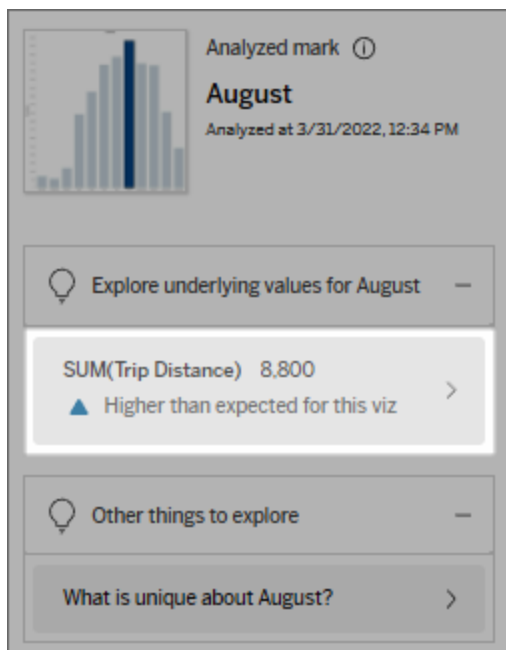 Analyzed mark
August
Analyzed at 3/31/2022, 12:34 PM
Explore underlying values for August
SUM(Trip Distance) 8,800
Higher than expected for this viz
Other things to explore
What is unique about August?